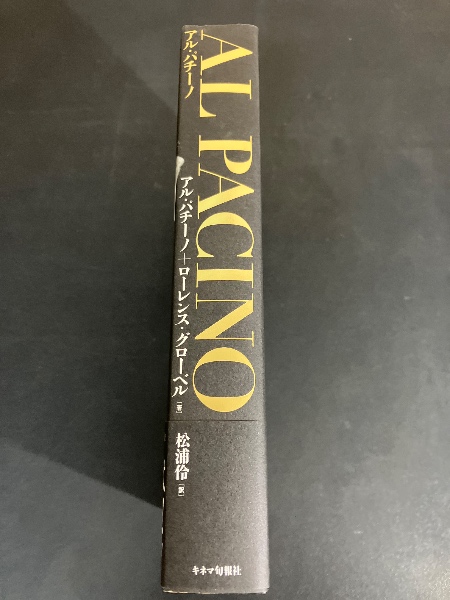 AL PACINO
アル・パチーノ
アル・パチーノ+ローレンス・グローベル[著]
松浦伶[訳]
キネマ旬報社